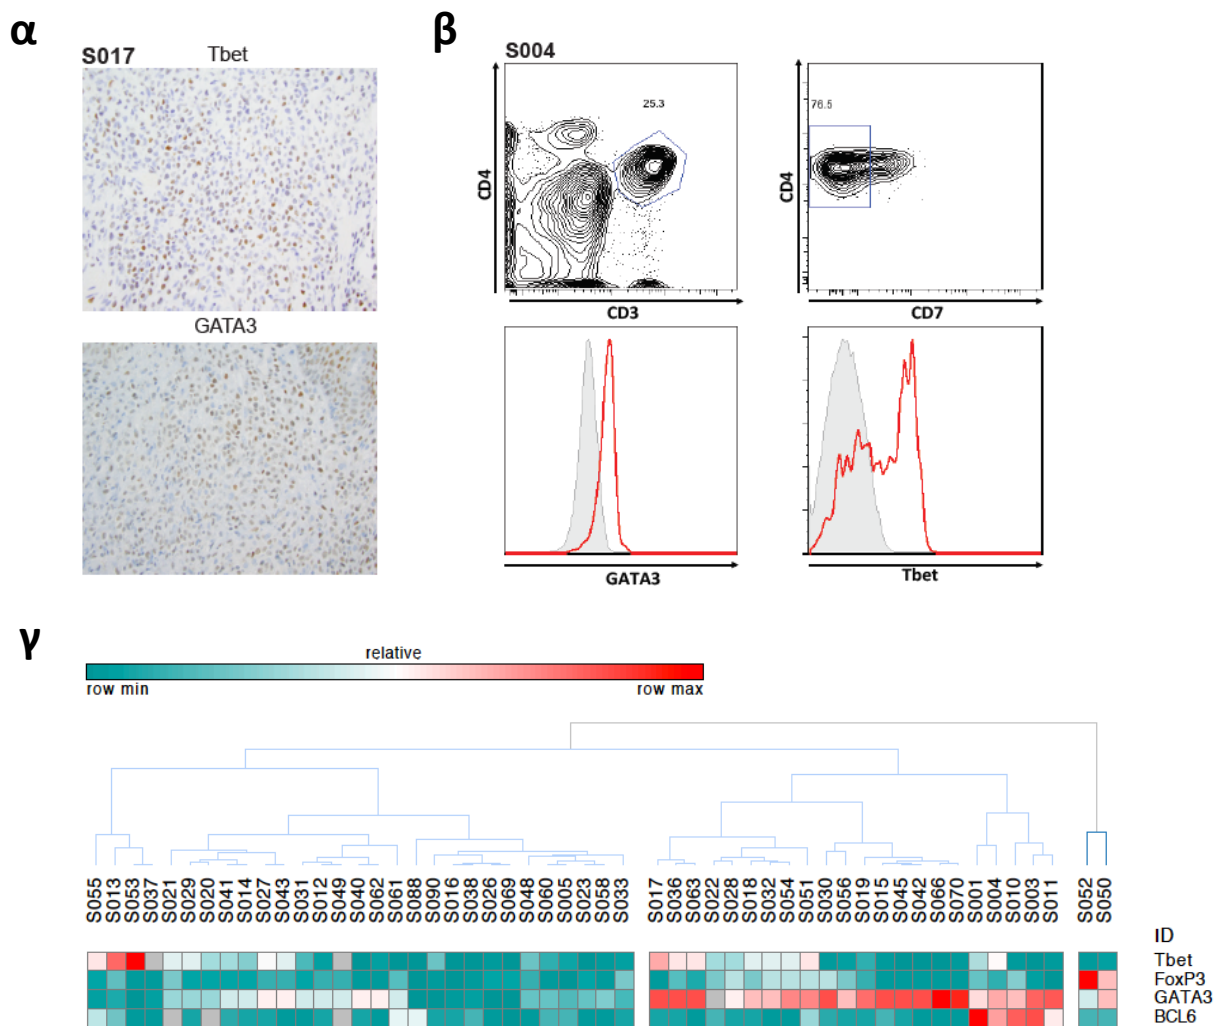 α
S017 Tbet
GATA3
β
S004
25.3
CD4
CD3
76.5
CD4
CD7
GATA3
Tbet
γ
relative
row min row max
S055 S013 S053 S037 S021 S029 S020 S041 S014 S027 S043 S031 S012 S049 S040 S062 S061 S088 S090 S016 S038 S026 S069 S048 S060 S005 S023 S058 S033 S017 S036 S063 S022 S028 S018 S032 S054 S051 S030 S056 S019 S015 S045 S042 S066 S070 S001 S004 S010 S003 S011 S052 S050
ID
Tbet
FoxP3
GATA3
BCL6